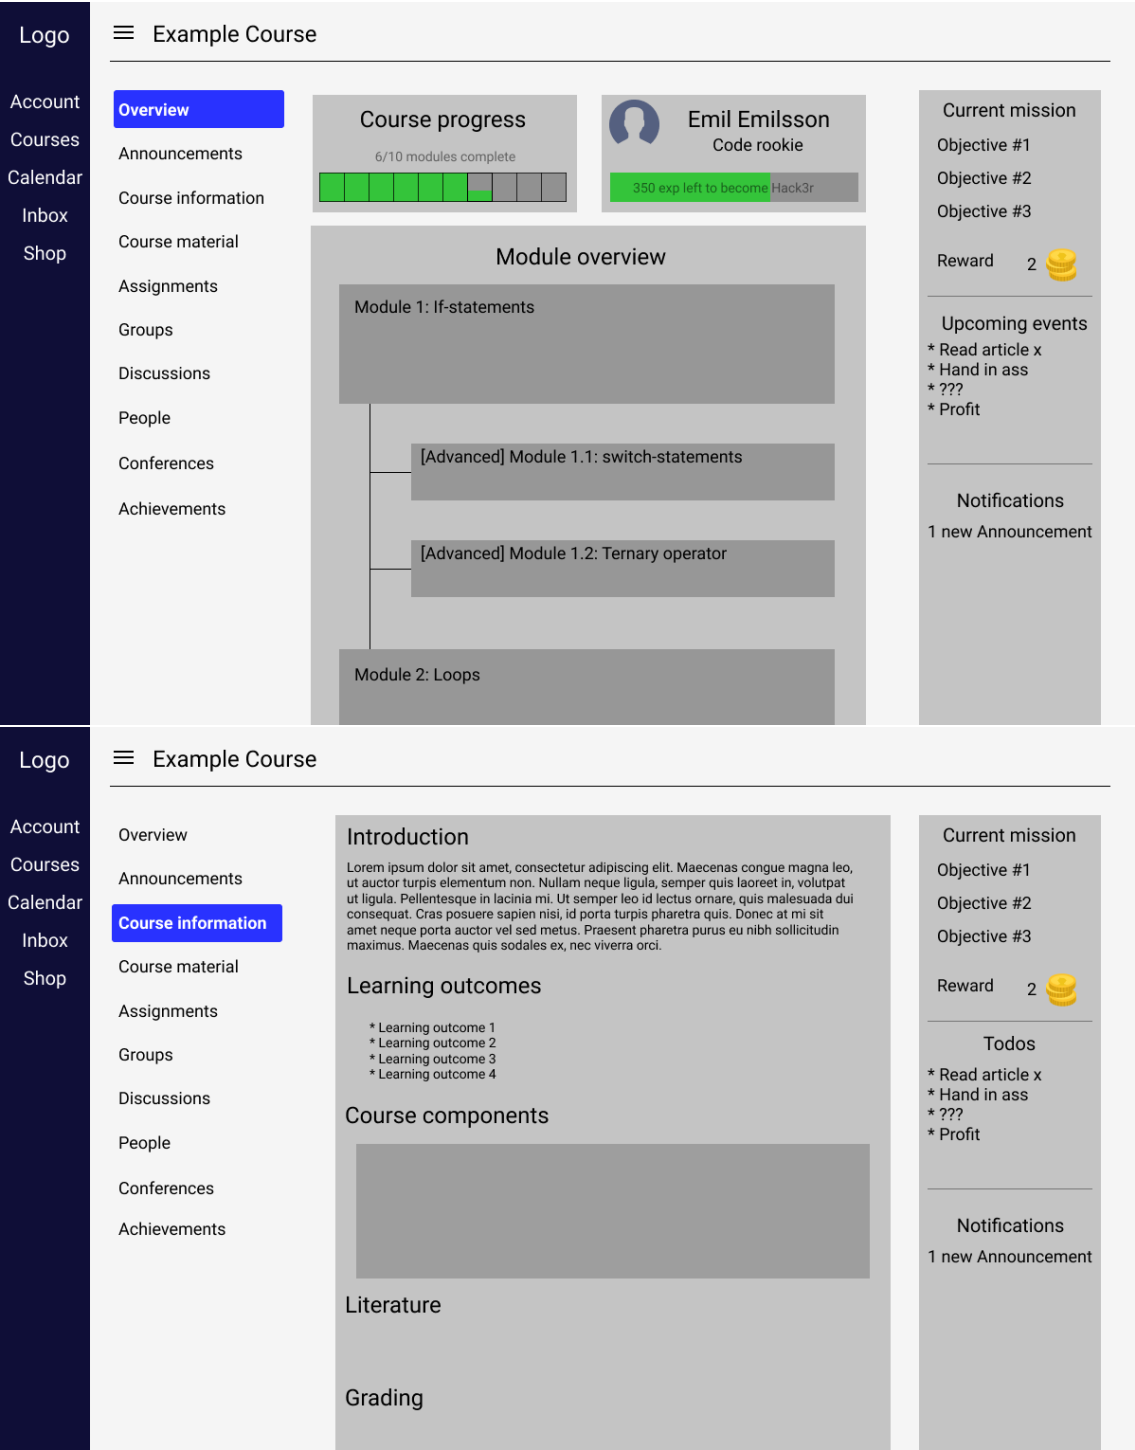 Logo
Example Course
Account
Courses
Calendar
Inbox
Shop
Overview
Announcements
Course information
Course material
Assignments
Groups
Discussions
People
Conferences
Achievements
Course progress
6/10 modules complete
Emil Emilsson
Code rookie
350 exp left to become Hack3r
Module overview
Module 1: If-statements
[Advanced] Module 1.1: switch-statements
[Advanced] Module 1.2: Ternary operator
Module 2: Loops
Current mission
Objective #1
Objective #2
Objective #3
Reward 2
Upcoming events
* Read article x
* Hand in ass
* ???
* Profit
Notifications
1 new Announcement
Logo
Example Course
Account
Courses
Calendar
Inbox
Shop
Overview
Announcements
Course information
Course material
Assignments
Groups
Discussions
People
Conferences
Achievements
Introduction
Lorem ipsum dolor sit amet, consectetur adipiscing elit. Maecenas congue magna leo,
ut auctor turpis elementum non. Nullam neque ligula, semper quis laoreet in, volutpat
ut ligula. Pellentesque in lacinia mi. Ut semper leo id lectus ornare, quis malesuada dui
consequat. Cras posuere sapien nisi, id porta turpis pharetra quis. Donec at mi sit
amet neque porta auctor vel sed metus. Praesent pharetra purus eu nibh sollicitudin
maximus. Maecenas quis sodales ex, nec viverra orci.
Learning outcomes
* Learning outcome 1
* Learning outcome 2
* Learning outcome 3
* Learning outcome 4
Course components
Literature
Grading
Current mission
Objective #1
Objective #2
Objective #3
Reward 2
Todos
* Read article x
* Hand in ass
* ???
* Profit
Notifications
1 new Announcement